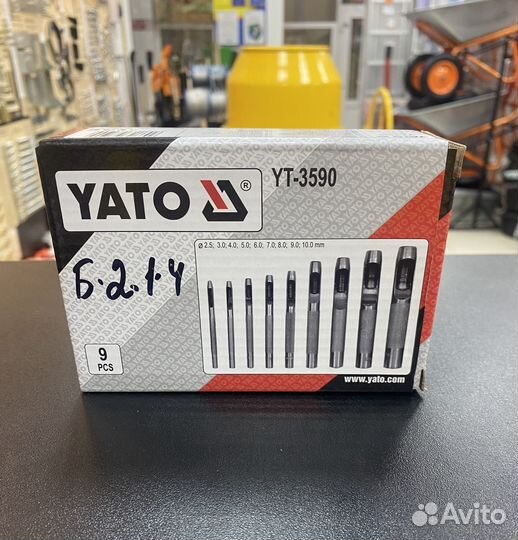 YATO ®
YT-3590
ø 2.5; 3.0; 4.0; 5.0; 6.0; 7.0; 8.0; 9.0; 10.0 mm
Б.2.1.4
9
PCS
www.yato.com
Avito